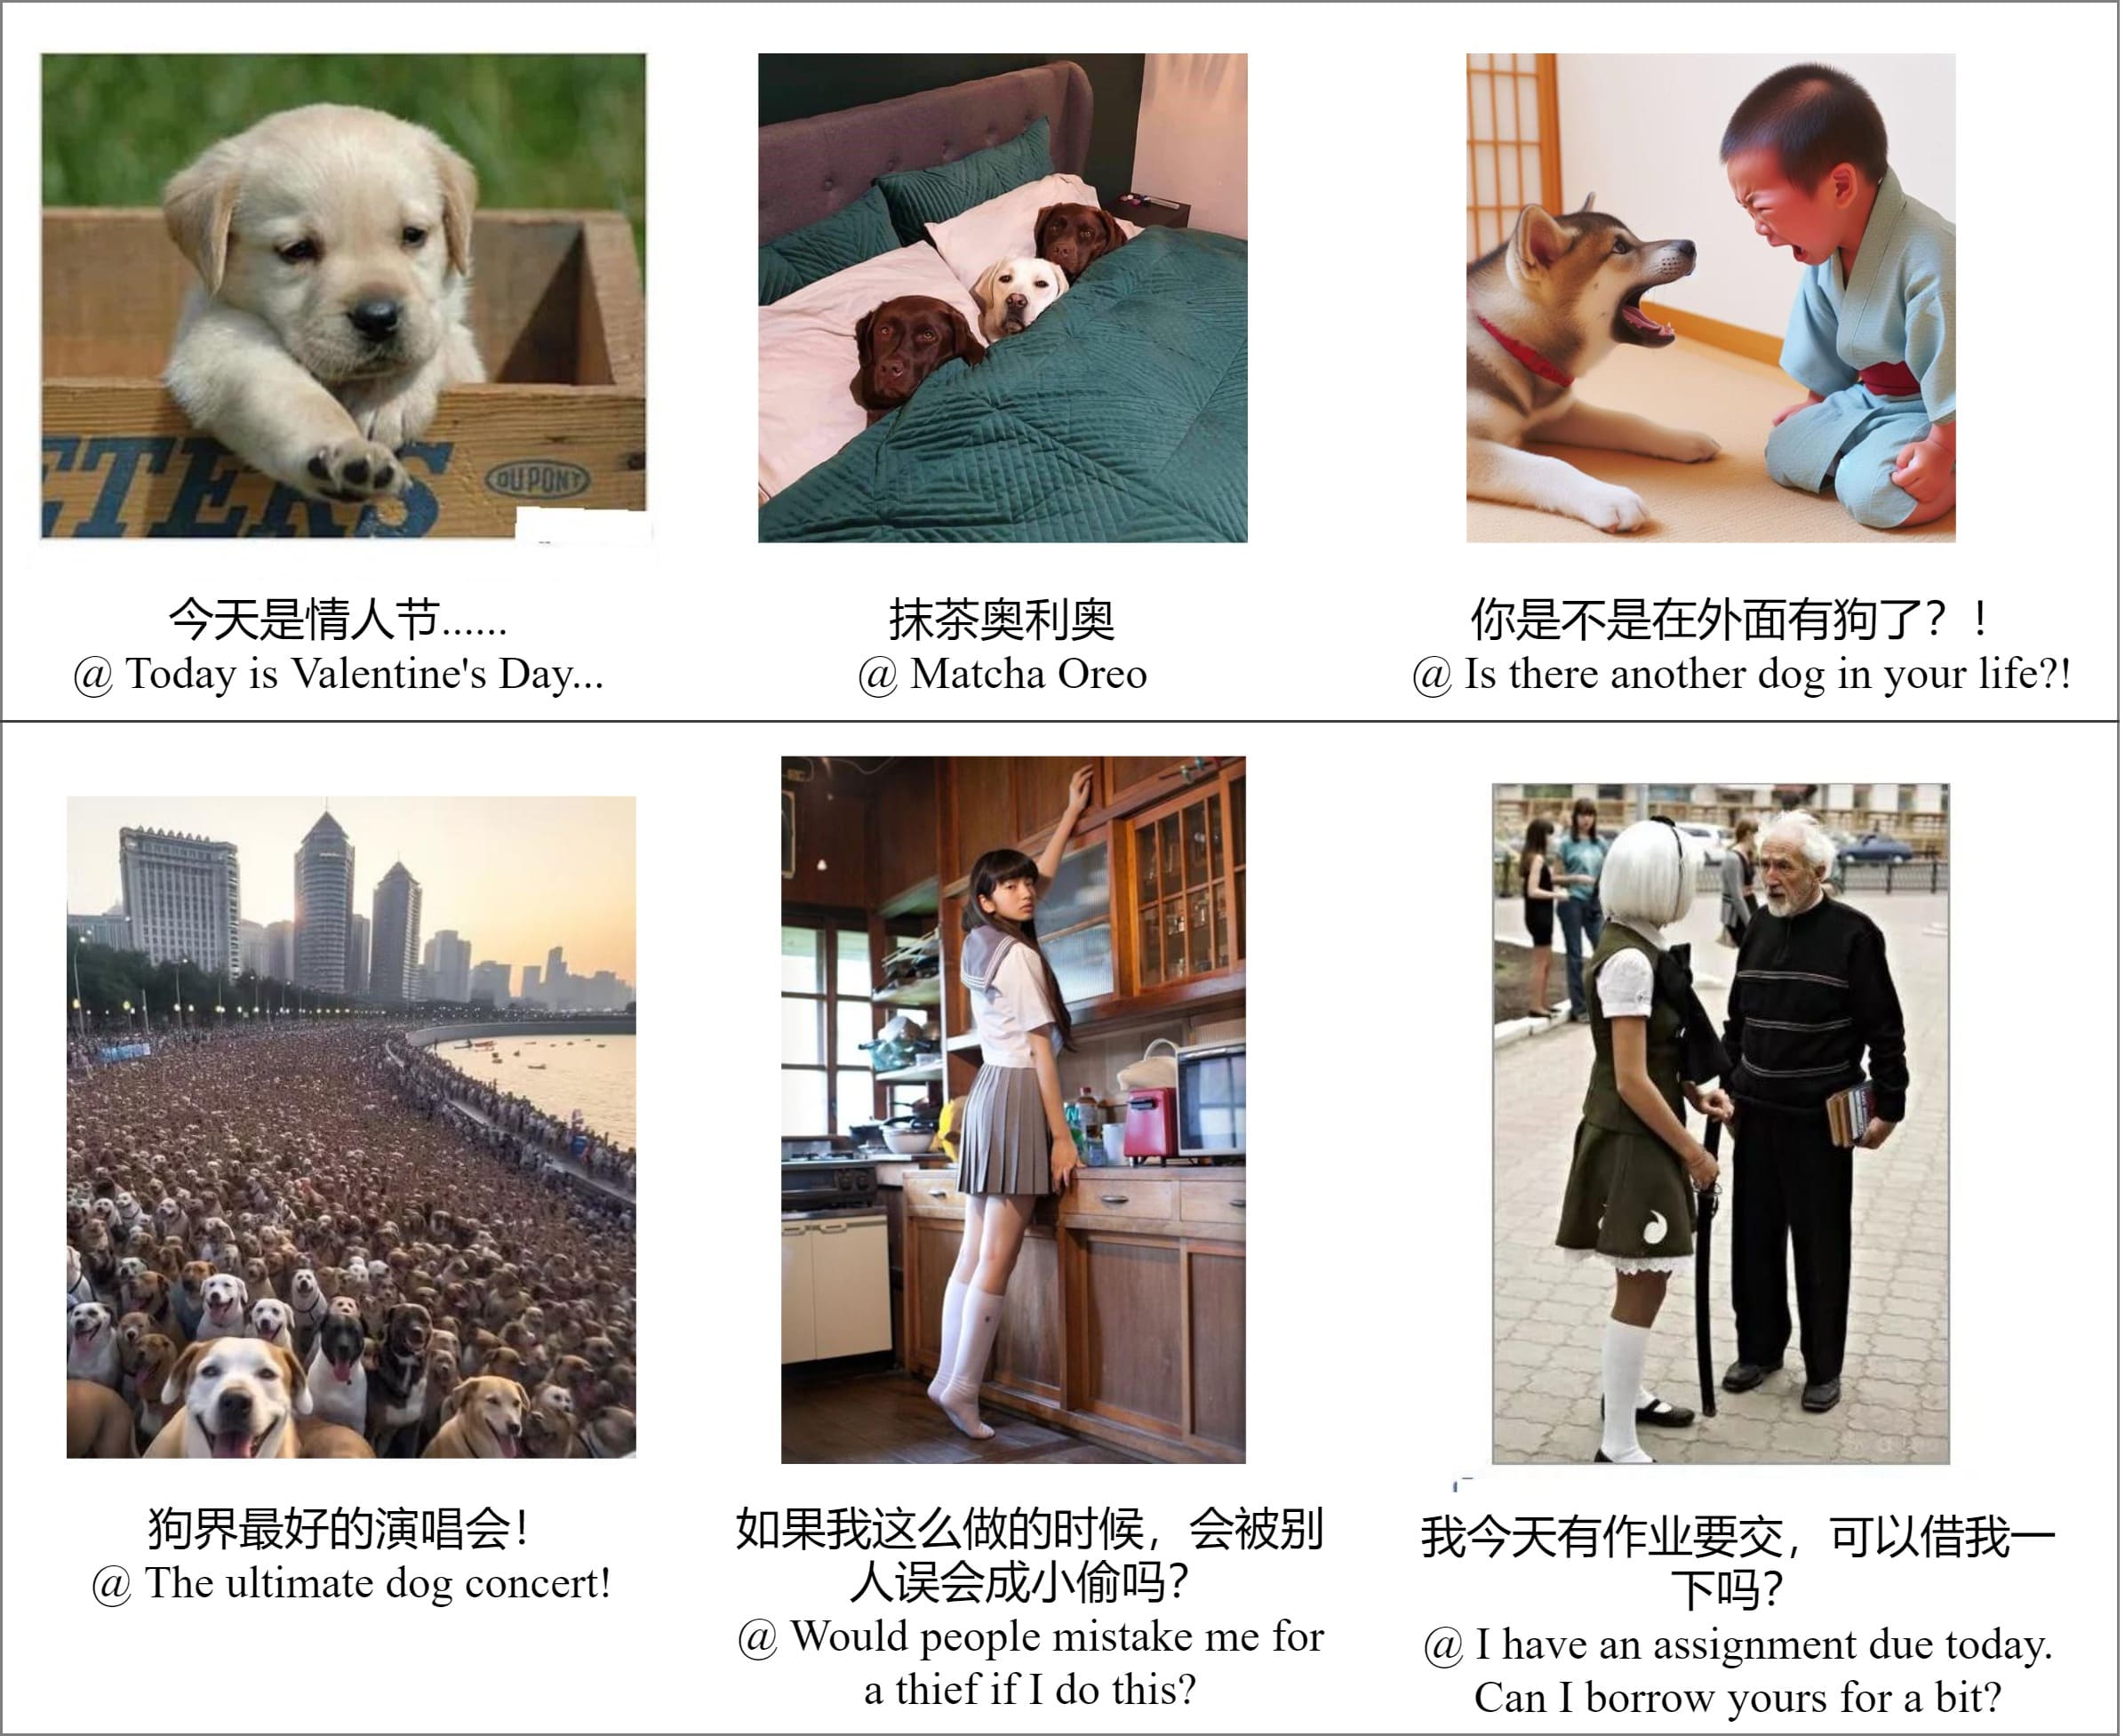 ETERS
DU PONT
今天是情人节......
@ Today is Valentine's Day...
抹茶奥利奥
@ Matcha Oreo
你是不是在外面有狗了？！
@ Is there another dog in your life?!
狗界最好的演唱会！
@ The ultimate dog concert!
如果我这么做的时候，会被别
人误会成小偷吗？
@ Would people mistake me for
a thief if I do this?
我今天有作业要交，可以借我一
下吗？
@ I have an assignment due today.
Can I borrow yours for a bit?